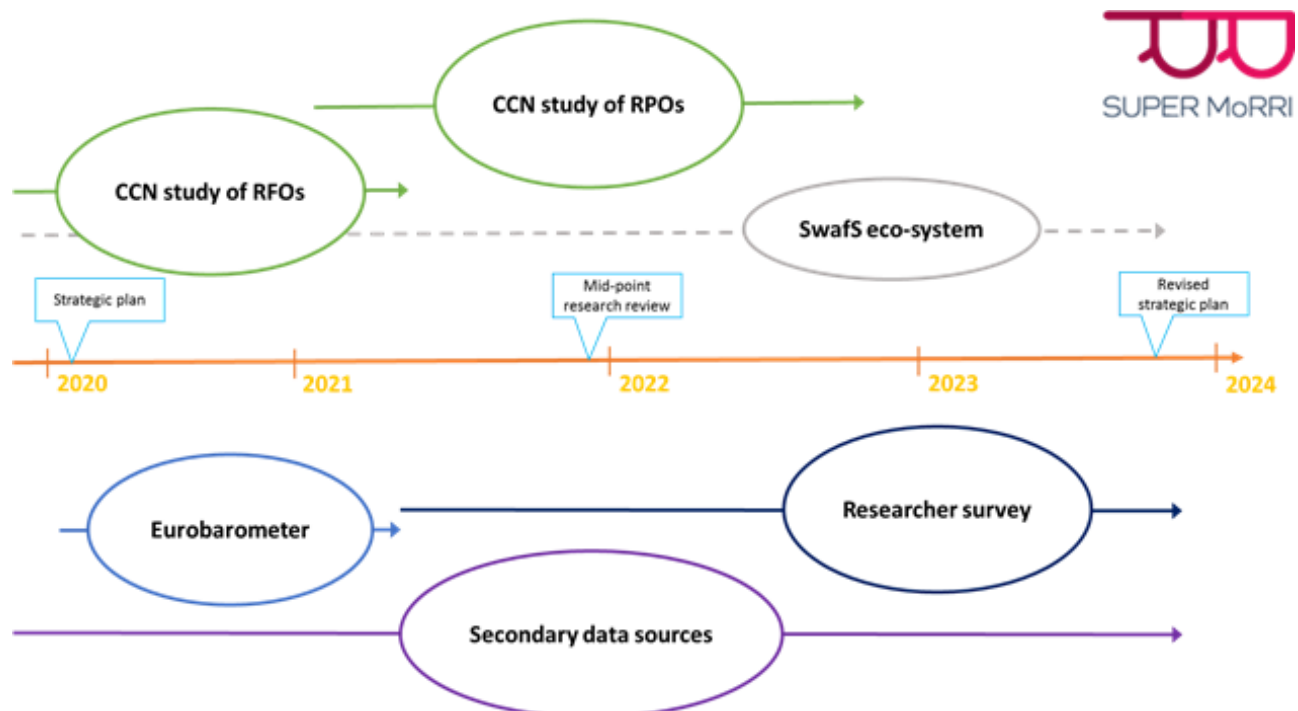 SUPER MoRRI
CCN study of RPOs
CCN study of RFOs
SwafS eco-system
Strategic plan
Mid-point
research review
Revised
strategic plan
2020
2021
2022
2023
2024
Eurobarometer
Researcher survey
Secondary data sources